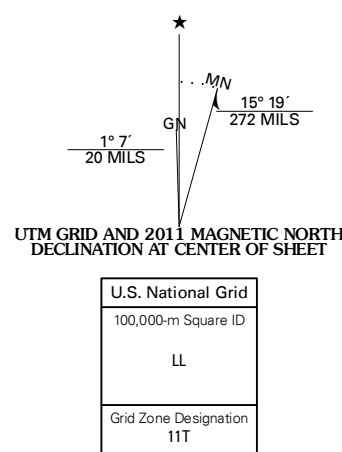 ★
MN
GN
15° 19´
272 MILS
1° 7´
20 MILS
UTM GRID AND 2011 MAGNETIC NORTH
DECLINATION AT CENTER OF SHEET
U.S. National Grid
100,000-m Square ID
LL
Grid Zone Designation
11T